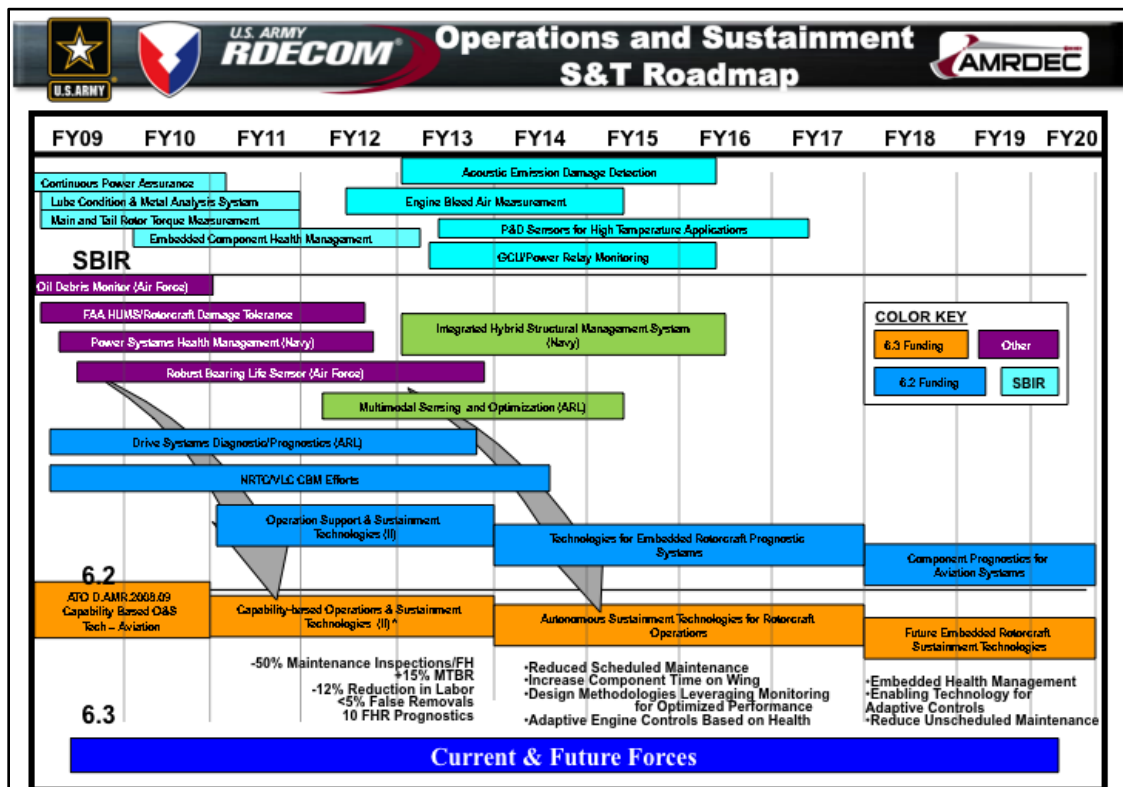 U.S. ARMY
U.S. ARMY
RDECOM®
Operations and Sustainment
S&T Roadmap
AMRDEC
FY09 FY10 FY11 FY12 FY13 FY14 FY15 FY16 FY17 FY18 FY19 FY20
Acoustic Emission Damage Detection
Continuous Power Assurance
Lube Condition & Metal Analysis System
Engine Bleed Air Measurement
Main and Tail Rotor Torque Measurement
P&D Sensors for High Temperature Applications
Embedded Component Health Management
GCU/Power Relay Monitoring
SBIR
Oil Debris Monitor (Air Force)
FAA HUMS/Rotorcraft Damage Tolerance
Integrated Hybrid Structural Management System
(Navy)
Power Systems Health Management (Navy)
Robust Bearing Life Sensor (Air Force)
Multimodal Sensing and Optimization (ARL)
COLOR KEY
6.3 Funding
Other
6.2 Funding
SBIR
Drive Systems Diagnostic/Prognostics (ARL)
NRTC/VLC CBM Efforts
Operation Support & Sustainment
Technologies (II)
Technologies for Embedded Rotorcraft Prognostic
Systems
Component Prognostics for
Aviation Systems
6.2
ATO D.AMR.2008.09
Capability Based O&S
Tech – Aviation
Capability-based Operations & Sustainment
Technologies (II) *
Autonomous Sustainment Technologies for Rotorcraft
Operations
Future Embedded Rotorcraft
Sustainment Technologies
-50% Maintenance Inspections/FH
+15% MTBR
-12% Reduction in Labor
<5% False Removals
10 FHR Prognostics
•Reduced Scheduled Maintenance
•Increase Component Time on Wing
•Design Methodologies Leveraging Monitoring
for Optimized Performance
•Adaptive Engine Controls Based on Health
•Embedded Health Management
•Enabling Technology for
Adaptive Controls
•Reduce Unscheduled Maintenance
6.3
Current & Future Forces